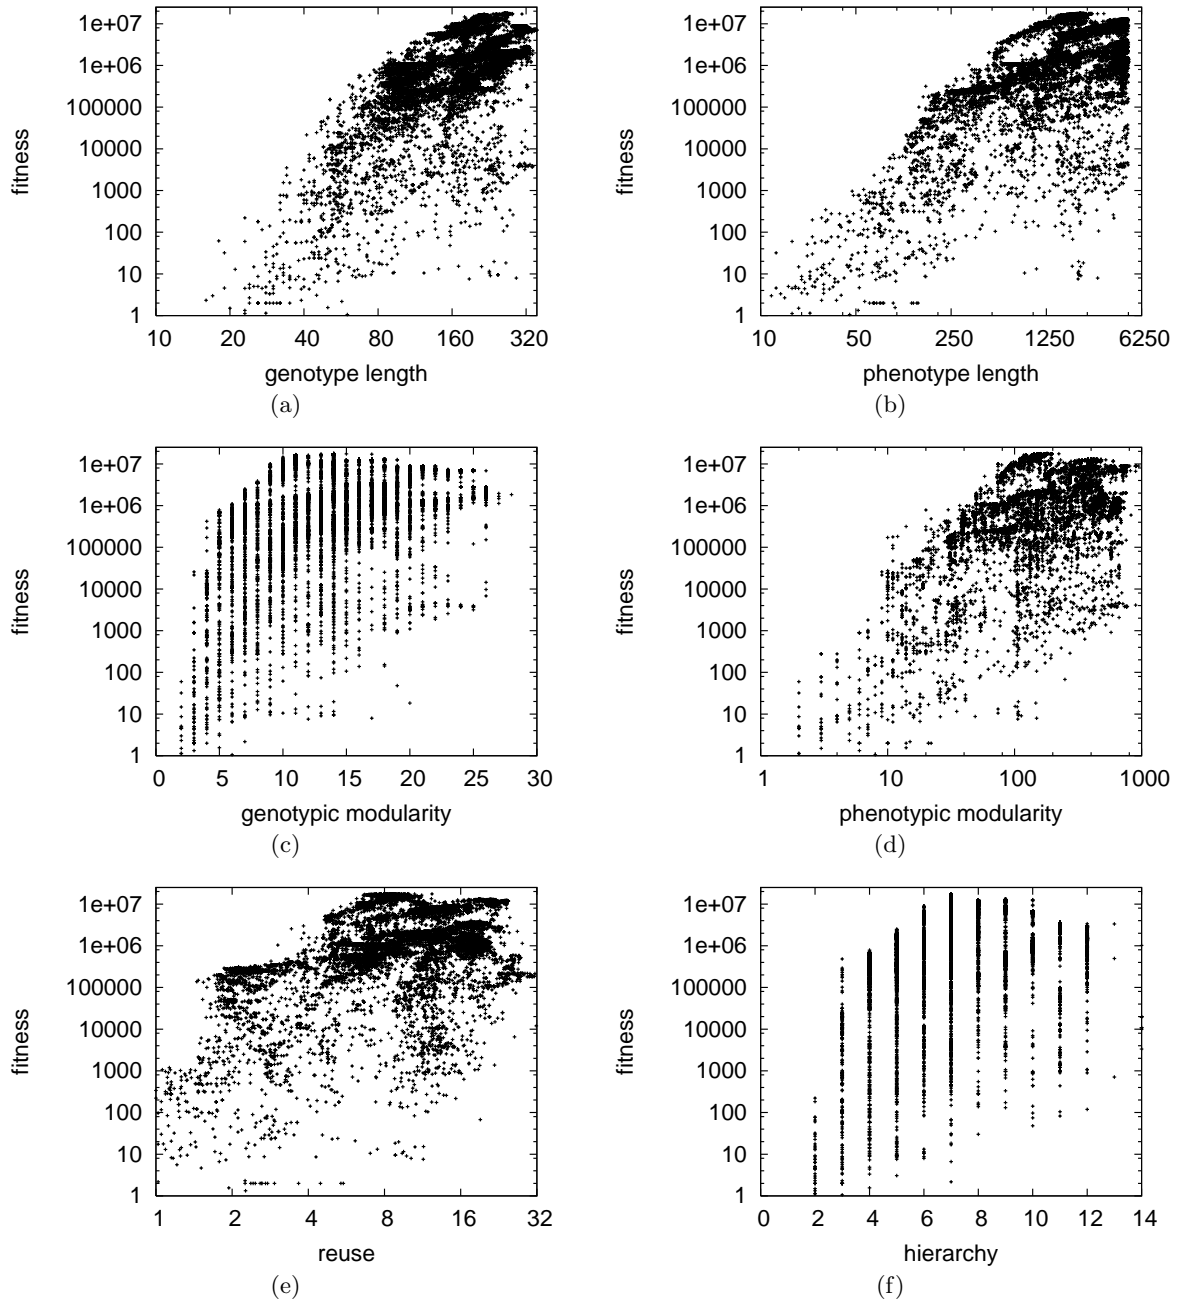 1e+07
1e+06
100000
10000
1000
100
10
1
fitness
10 20 40 80 160 320
genotype length
(a)
1e+07
1e+06
100000
10000
1000
100
10
1
fitness
10 50 250 1250 6250
phenotype length
(b)
1e+07
1e+06
100000
10000
1000
100
10
1
fitness
0 5 10 15 20 25 30
genotypic modularity
(c)
1e+07
1e+06
100000
10000
1000
100
10
1
fitness
1 10 100 1000
phenotypic modularity
(d)
1e+07
1e+06
100000
10000
1000
100
10
1
fitness
1 2 4 8 16 32
reuse
(e)
1e+07
1e+06
100000
10000
1000
100
10
1
fitness
0 2 4 6 8 10 12 14
hierarchy
(f)